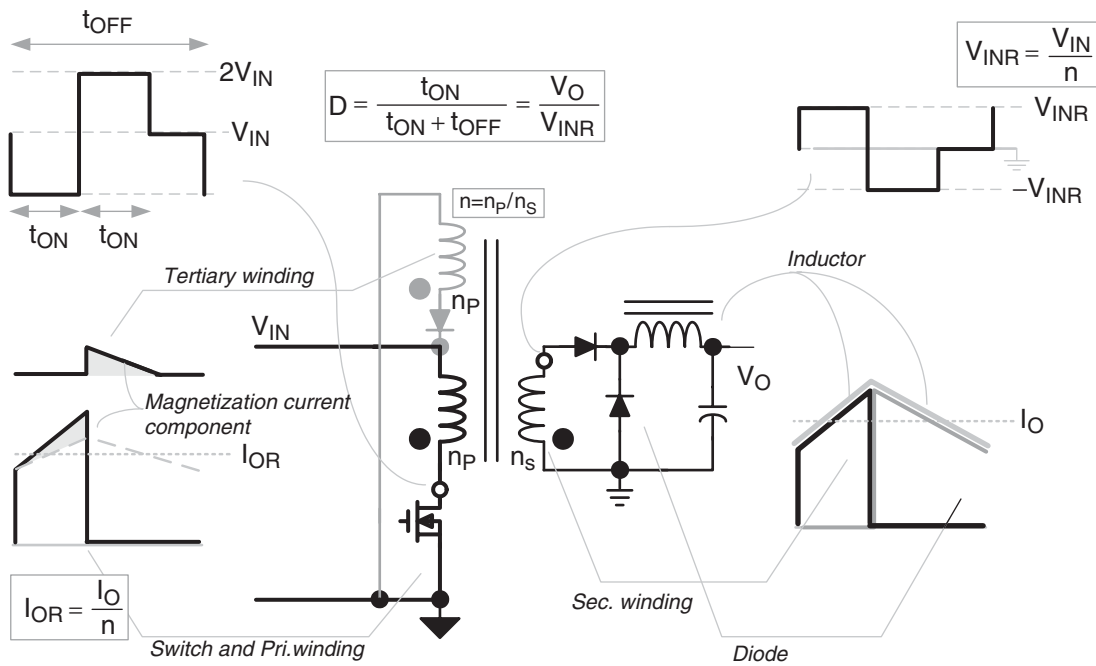 tOFF
2VIN
VIN
tON
tON
D = tON / (tON + tOFF) = VO / VINR
VINR = VIN / n
VINR
−VINR
n=nP/nS
Tertiary winding
nP
VIN
Inductor
VO
IO
Magnetization current
component
IOR
nP
ns
IOR = IO / n
Switch and Pri.winding
Sec. winding
Diode